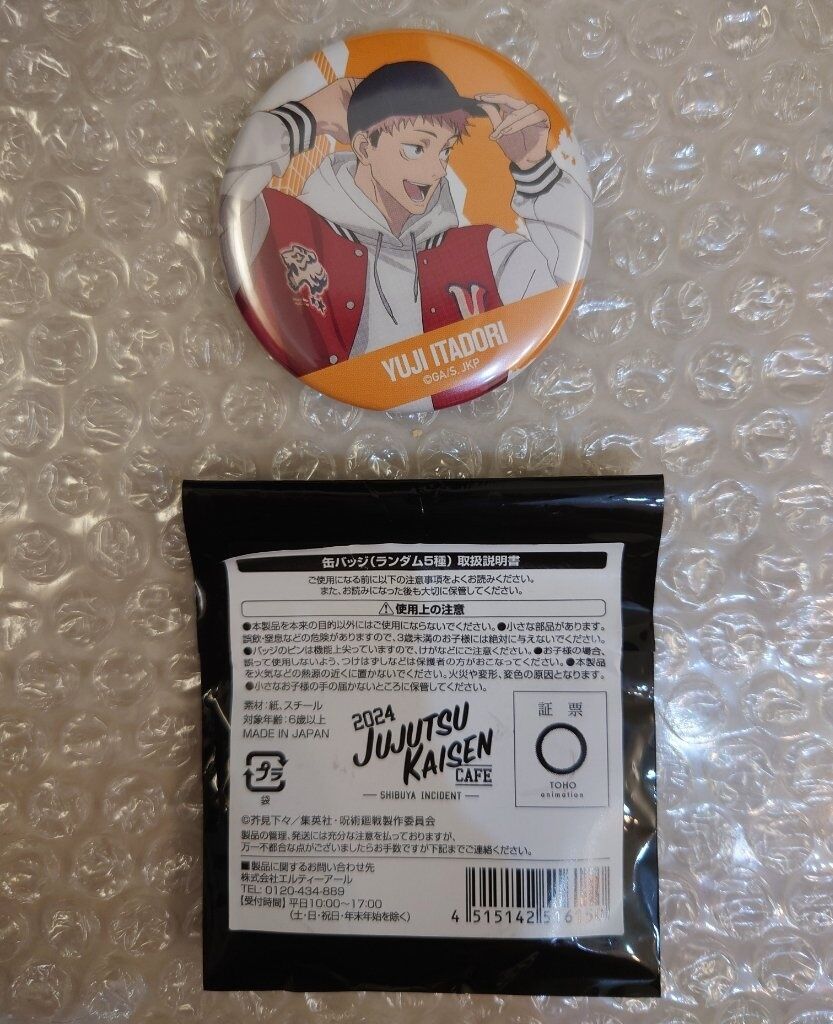 YUJI ITADORI
©GA/S, JKP
缶バッジ(ランダム5種) 取扱説明書
ご使用になる前に以下の注意事項をよくお読みください。
また、お読みになった後も大切に保管してください。
⚠使用上の注意
●本製品を本来の目的以外にはご使用にならないでください。●小さな部品があります。
誤飲・窒息などの危険がありますので、3歳未満のお子様には絶対に与えないでください。
●バッジのピンは機能上尖っていますので、けがなどにご注意ください。●お子様の場合、
誤って使用しないよう、つけはずしなどは保護者の方がおこなってください。●本製品
を火気などの熱源の近くに置かないでください。火災や変形、変色の原因となります。
●小さなお子様の手の届かないところに保管してください。
素材:紙、スチール
対象年齢:6歳以上
MADE IN JAPAN
プラ
袋
2024
JUJUTSU
KAISEN
CAFE
SHIBUYA INCIDENT
証 票
TOHO
animation
©芥見下々/集英社・呪術廻戦製作委員会
製品の管理、発送には充分な注意を払っておりますが、
万一不都合な点がございましたらお手数ですが下記までご連絡ください。
■製品に関するお問い合わせ先
株式会社エルティーアール
TEL: 0120-434-889
【受付時間】平日10:00~17:00
(土・日・祝日・年末年始を除く)
4 515142